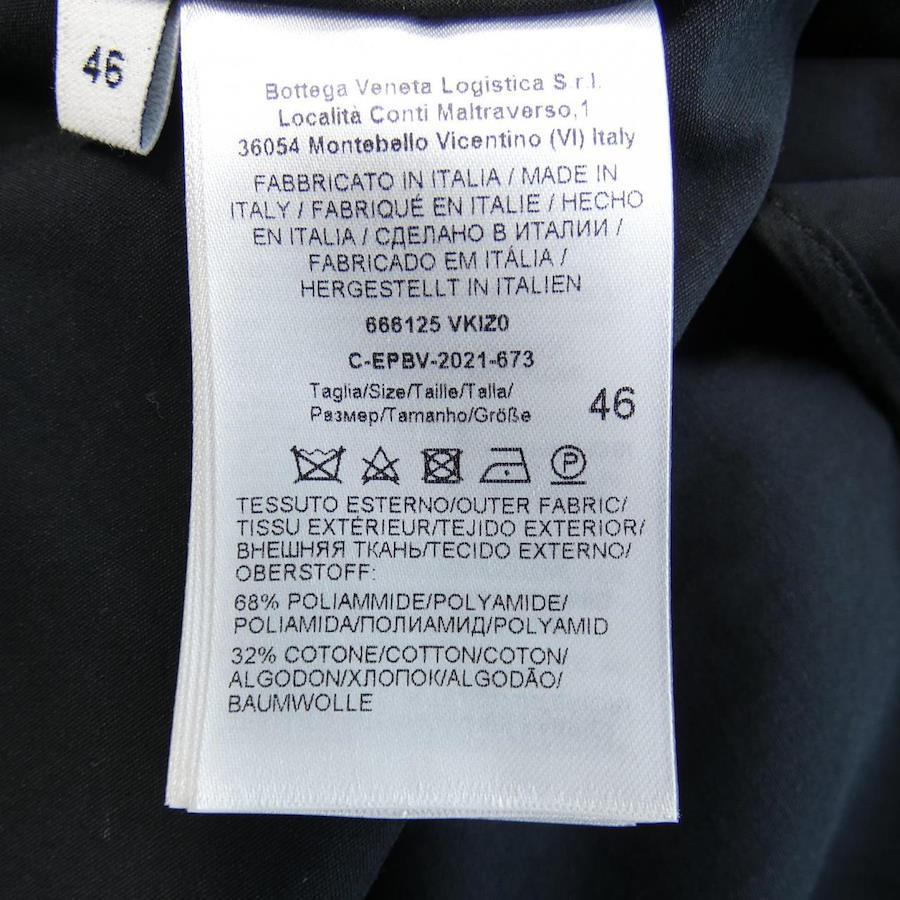 46
Bottega Veneta Logistica S.r.l.
Località Conti Maltraverso,1
36054 Montebello Vicentino (VI) Italy
FABBRICATO IN ITALIA / MADE IN
ITALY / FABRIQUÉ EN ITALIE / HECHO
EN ITALIA / СДЕЛАНО В ИТАЛИИ /
FABRICADO EM ITÁLIA /
HERGESTELLT IN ITALIEN
666125 VKIZ0
C-EPBV-2021-673
Taglia/Size/Taille/Talla/
Размер/Tamanho/Größe
46
P
TESSUTO ESTERNO/OUTER FABRIC/
TISSU EXTÉRIEUR/TEJIDO EXTERIOR/
ВНЕШНЯЯ ТКАНЬ/TECIDO EXTERNO/
OBERSTOFF:
68% POLIAMMIDE/POLYAMIDE/
POLIAMIDA/ПОЛИАМИД/POLYAMID
32% COTONE/COTTON/COTON/
ALGODON/ХЛОПОК/ALGODÃO/
BAUMWOLLE